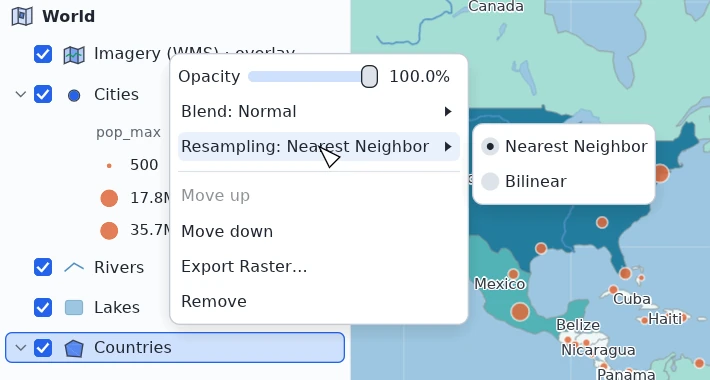 World
Imagery (WMS) · overlay
Cities
pop_max
500
17.8M
35.7M
Rivers
Lakes
Countries
Opacity 100.0%
Blend: Normal
Resampling: Nearest Neighbor
Move up
Move down
Export Raster...
Remove
Nearest Neighbor
Bilinear
Canada
Mexico
Cuba
Haiti
Belize
Nicaragua
Panama